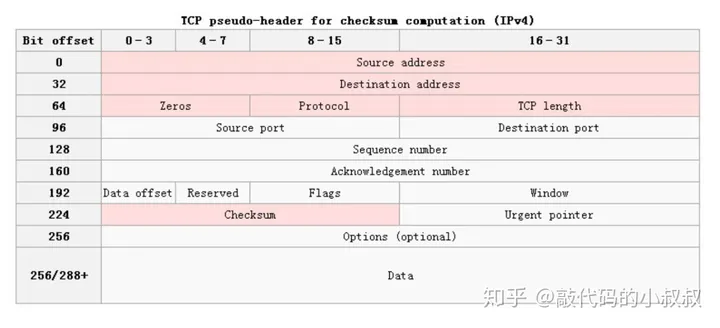 TCP pseudo-header for checksum computation (IPv4)
Bit offset 0-3 4-7 8-15 16-31
0 Source address
32 Destination address
64 Zeros Protocol TCP length
96 Source port Destination port
128 Sequence number
160 Acknowledgement number
192 Data offset Reserved Flags Window
224 Checksum Urgent pointer
256 Options (optional)
256/288+ Data
知乎 @敲代码的小叔叔